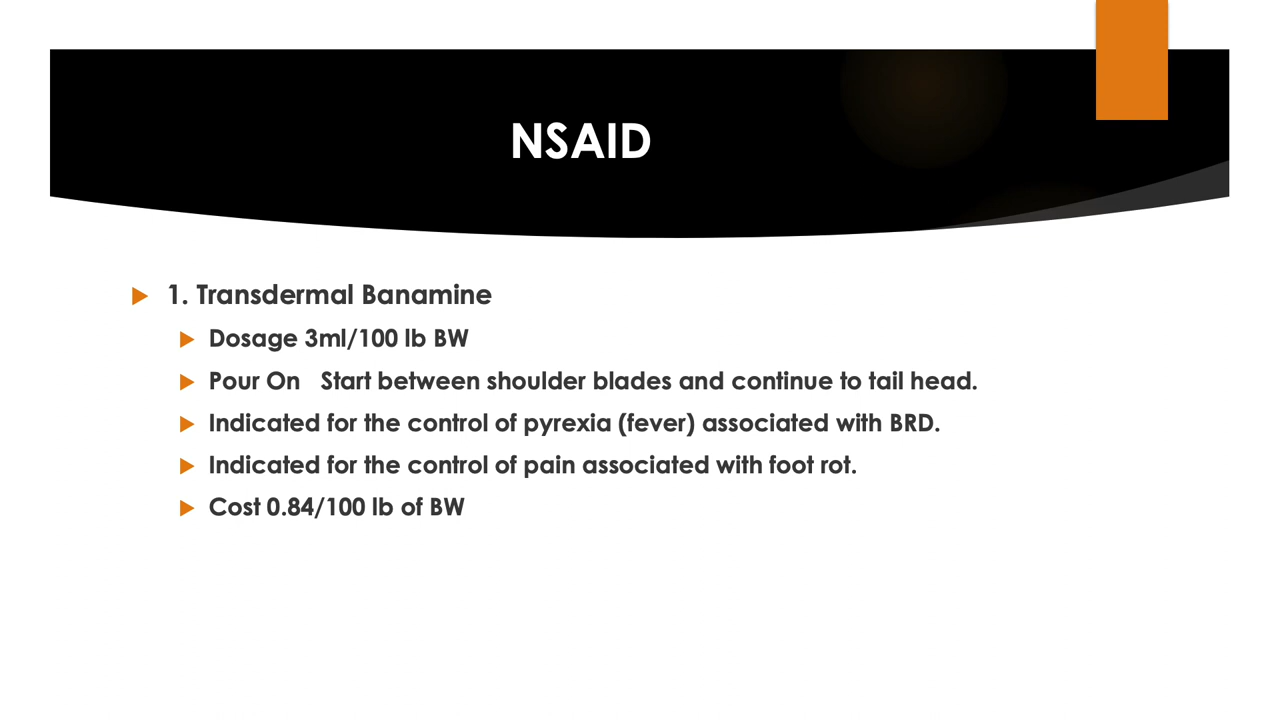 NSAID
1. Transdermal Banamine
Dosage 3ml/100 lb BW
Pour On   Start between shoulder blades and continue to tail head.
Indicated for the control of pyrexia (fever) associated with BRD.
Indicated for the control of pain associated with foot rot.
Cost 0.84/100 lb of BW